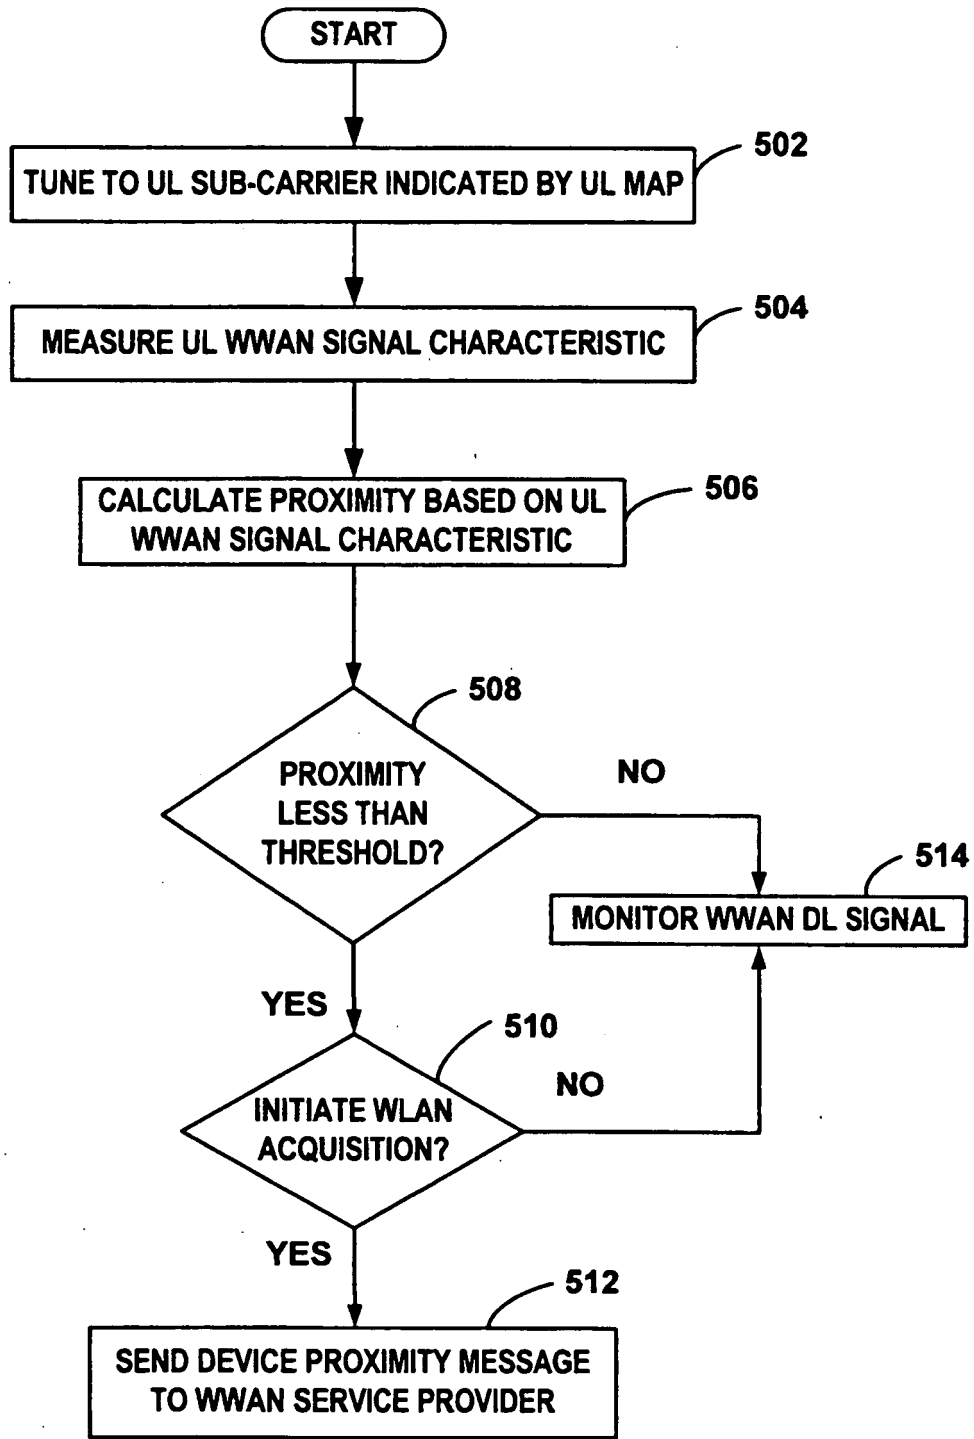 START
502
TUNE TO UL SUB-CARRIER INDICATED BY UL MAP
504
MEASURE UL WWAN SIGNAL CHARACTERISTIC
506
CALCULATE PROXIMITY BASED ON UL
WWAN SIGNAL CHARACTERISTIC
508
PROXIMITY
LESS THAN
THRESHOLD?
NO
514
MONITOR WWAN DL SIGNAL
YES
510
INITIATE WLAN
ACQUISITION?
NO
YES
512
SEND DEVICE PROXIMITY MESSAGE
TO WWAN SERVICE PROVIDER